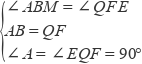 ∠ABM = ∠QFE
AB = QF
∠A = ∠EQF = 90°